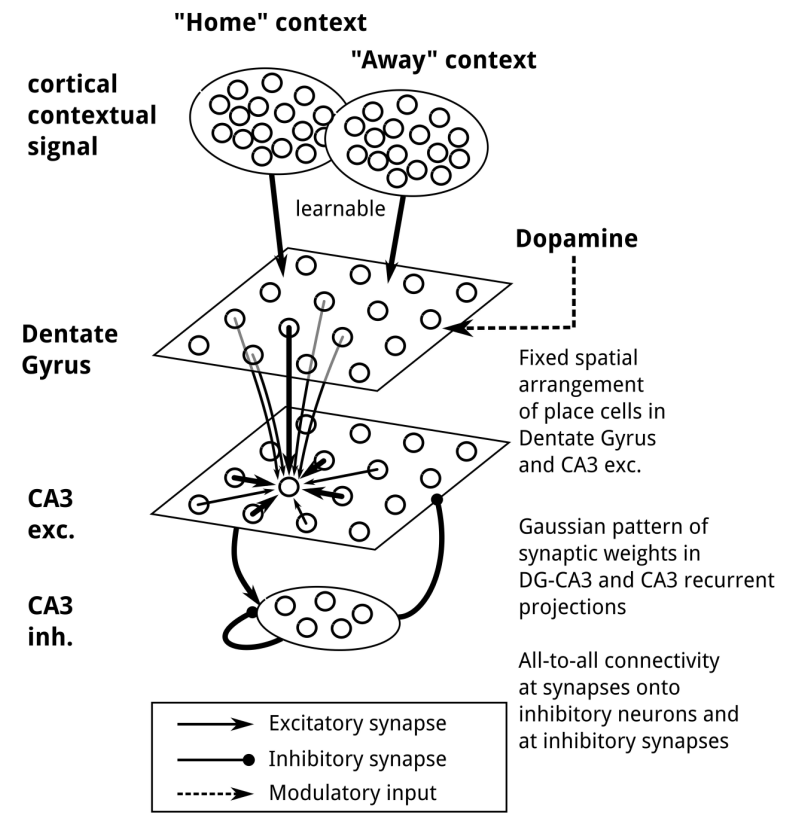 "Home" context
"Away" context
cortical
contextual
signal
learnable
Dopamine
Dentate
Gyrus
Fixed spatial
arrangement
of place cells in
Dentate Gyrus
and CA3 exc.
CA3
exc.
Gaussian pattern of
synaptic weights in
DG-CA3 and CA3 recurrent
projections
CA3
inh.
All-to-all connectivity
at synapses onto
inhibitory neurons and
at inhibitory synapses
Excitatory synapse
Inhibitory synapse
Modulatory input